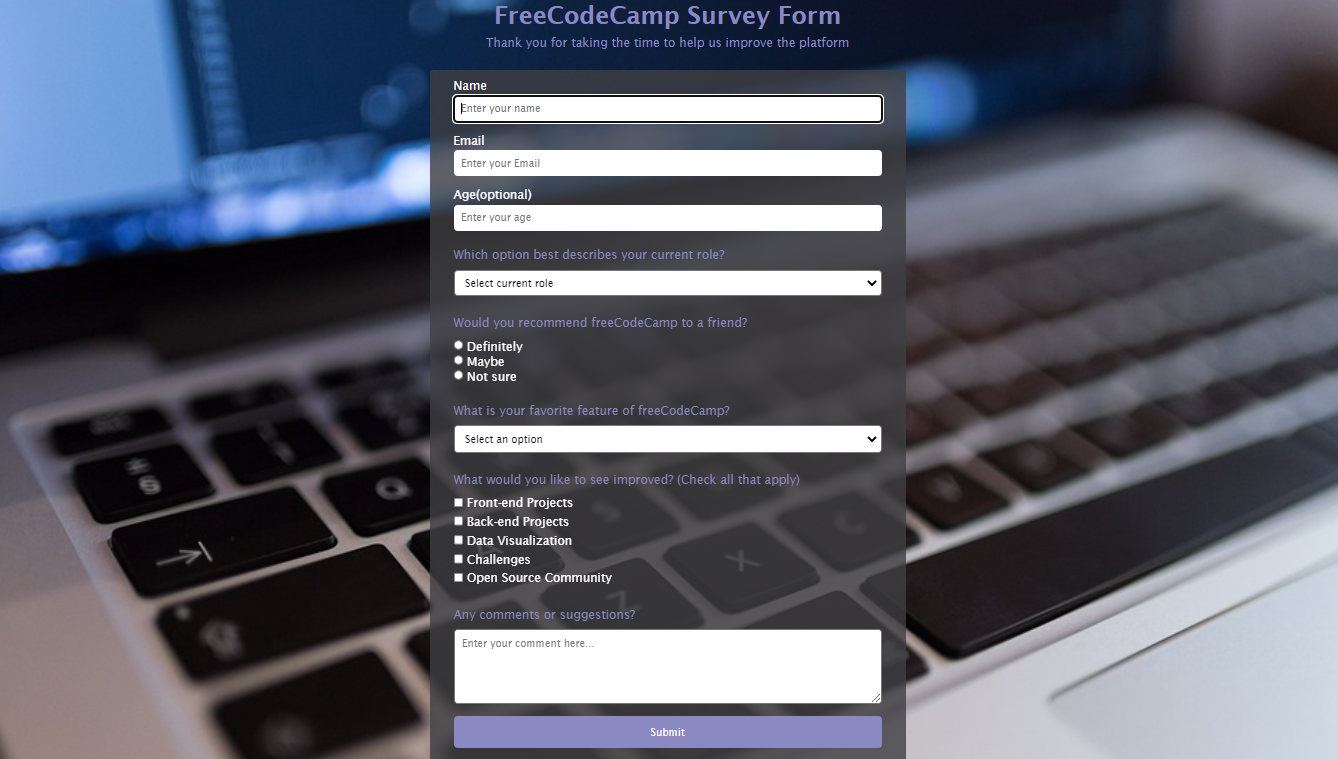 FreeCodeCamp Survey Form
Thank you for taking the time to help us improve the platform
Name
Enter your name
Email
Enter your Email
Age(optional)
Enter your age
Which option best describes your current role?
Select current role
Would you recommend freeCodeCamp to a friend?
Definitely
Maybe
Not sure
What is your favorite feature of freeCodeCamp?
Select an option
What would you like to see improved? (Check all that apply)
Front-end Projects
Back-end Projects
Data Visualization
Challenges
Open Source Community
Any comments or suggestions?
Enter your comment here...
Submit